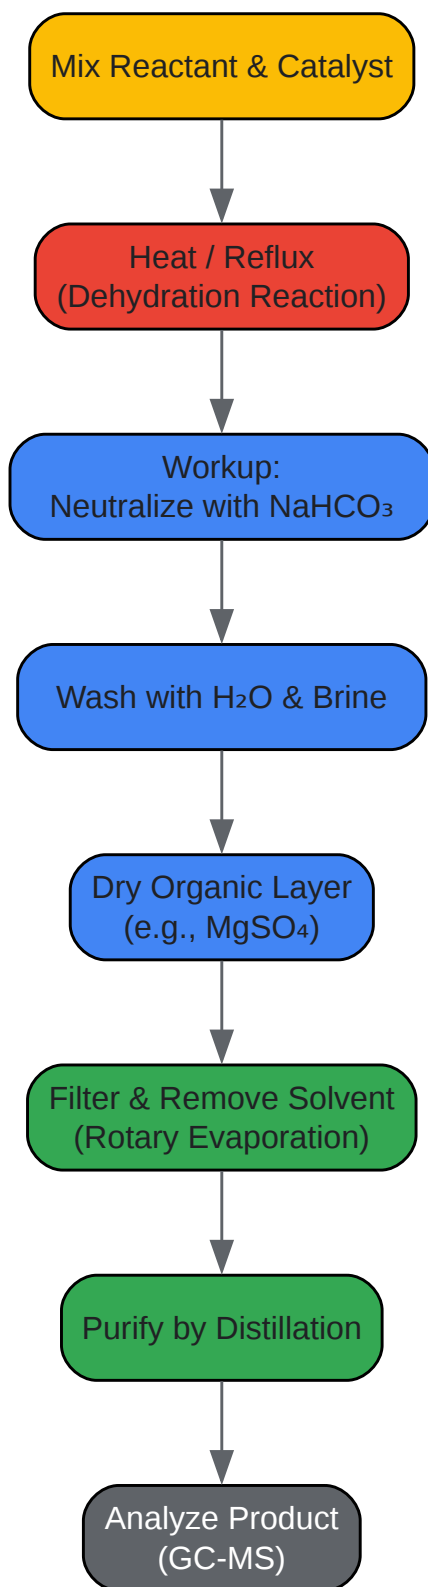 Mix Reactant & Catalyst
Heat / Reflux
(Dehydration Reaction)
Workup:
Neutralize with NaHCO₃
Wash with H₂O & Brine
Dry Organic Layer
(e.g., MgSO₄)
Filter & Remove Solvent
(Rotary Evaporation)
Purify by Distillation
Analyze Product
(GC-MS)